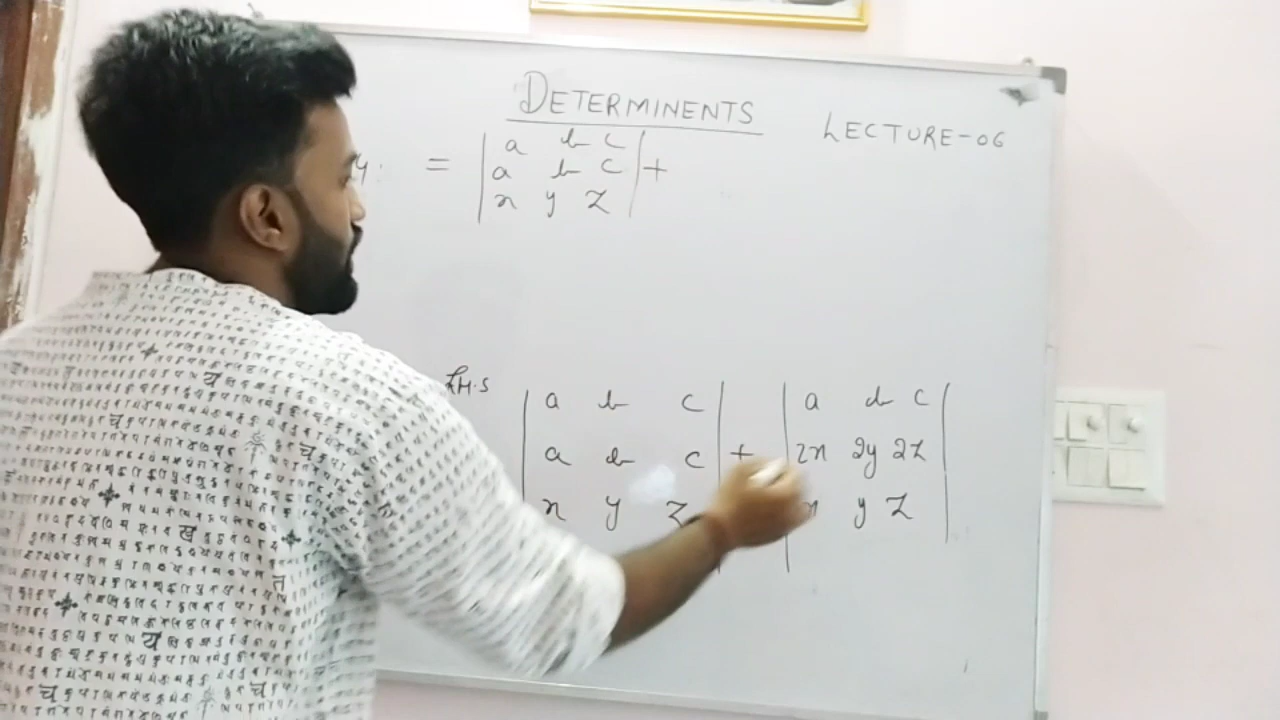 DETERMINENTS
LECTURE-06
= | a b c | +
a b c
x y z
L.H.S
| a b c | + | a b c |
a b c 2x 2y 2z
x y z x y z